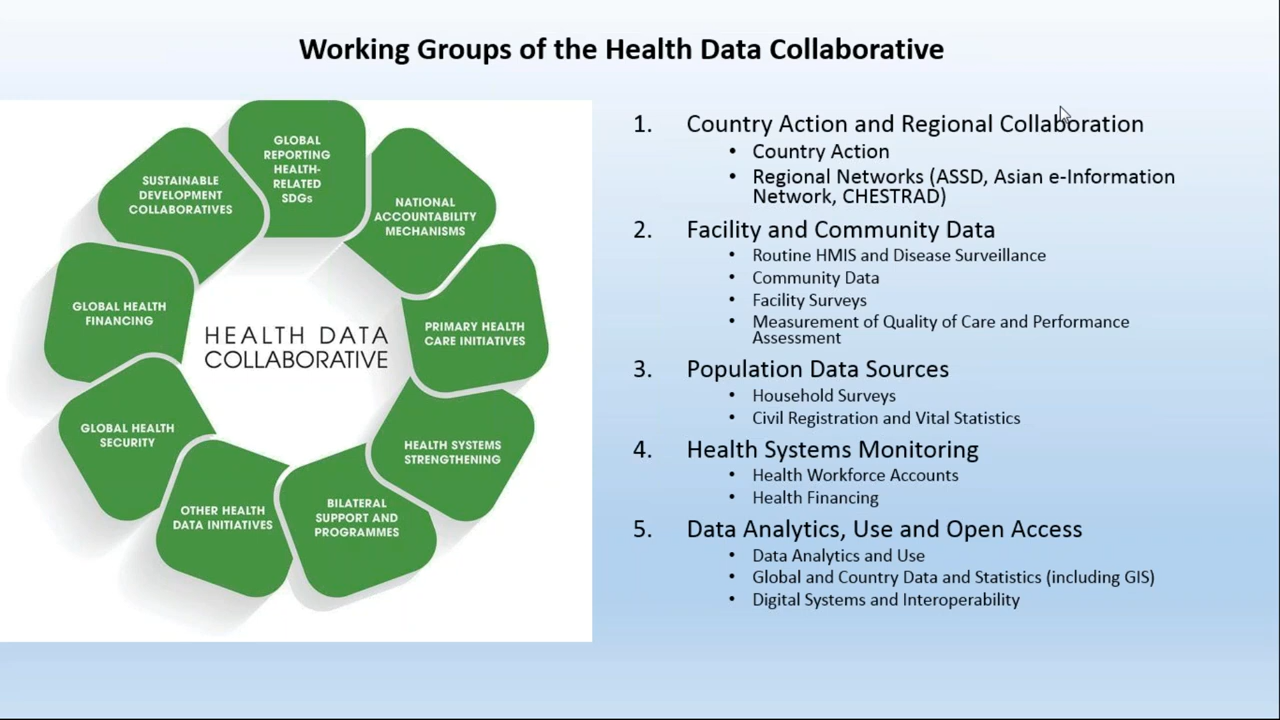 Working Groups of the Health Data Collaborative
GLOBAL
REPORTING
HEALTH-
RELATED
SDGs
NATIONAL
ACCOUNTABILITY
MECHANISMS
PRIMARY HEALTH
CARE INITIATIVES
HEALTH SYSTEMS
STRENGTHENING
BILATERAL
SUPPORT AND
PROGRAMMES
OTHER HEALTH
DATA INITIATIVES
GLOBAL HEALTH
SECURITY
GLOBAL HEALTH
FINANCING
SUSTAINABLE
DEVELOPMENT
COLLABORATIVES
HEALTH DATA
COLLABORATIVE
1. Country Action and Regional Collaboration
• Country Action
• Regional Networks (ASSD, Asian e-Information
Network, CHESTRAD)
2. Facility and Community Data
• Routine HMIS and Disease Surveillance
• Community Data
• Facility Surveys
• Measurement of Quality of Care and Performance
Assessment
3. Population Data Sources
• Household Surveys
• Civil Registration and Vital Statistics
4. Health Systems Monitoring
• Health Workforce Accounts
• Health Financing
5. Data Analytics, Use and Open Access
• Data Analytics and Use
• Global and Country Data and Statistics (including GIS)
• Digital Systems and Interoperability